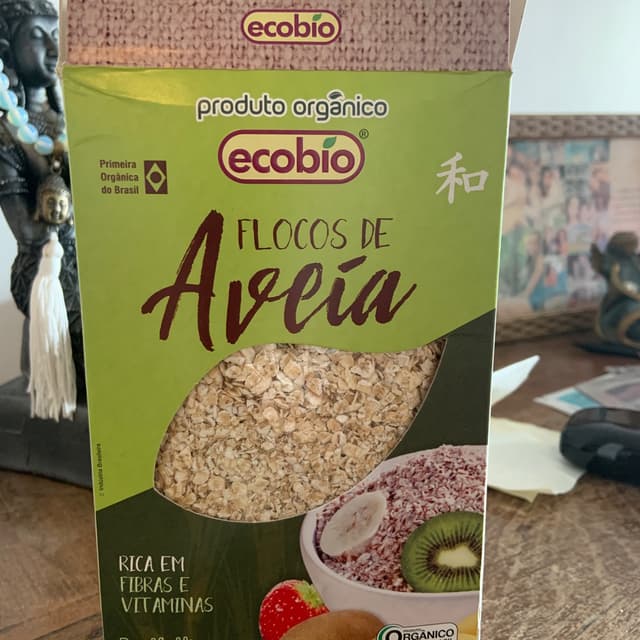 ecobio
produto orgânico
ecobio®
Primeira
Orgânica
do Brasil
和
FLOCOS DE
Aveia
Indústria Brasileira
RICA EM
FIBRAS E
VITAMINAS
ORGÂNICO